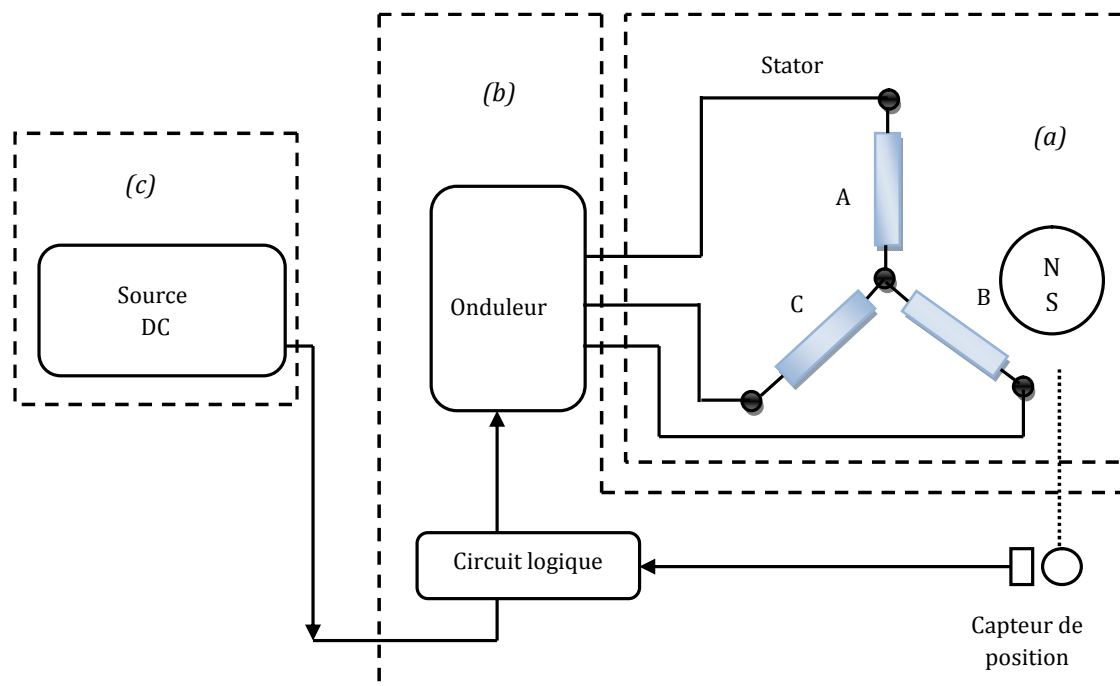 Stator
(b)
(a)
(c)
A
Source
DC
N
S
Onduleur
C
B
Circuit logique
Capteur de
position